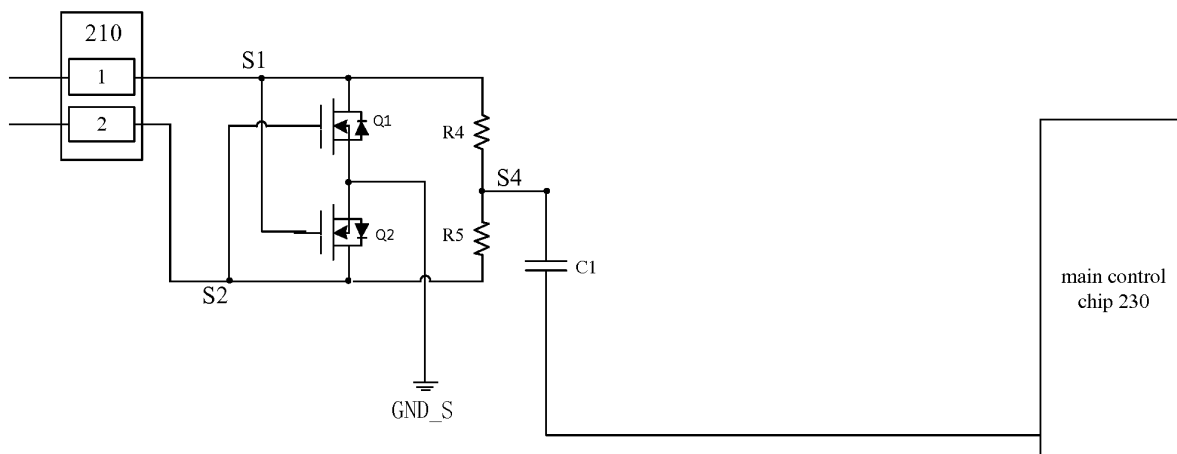 210
1
2
S1
Q1
R4
S4
Q2
R5
C1
S2
GND_S
main control
chip 230